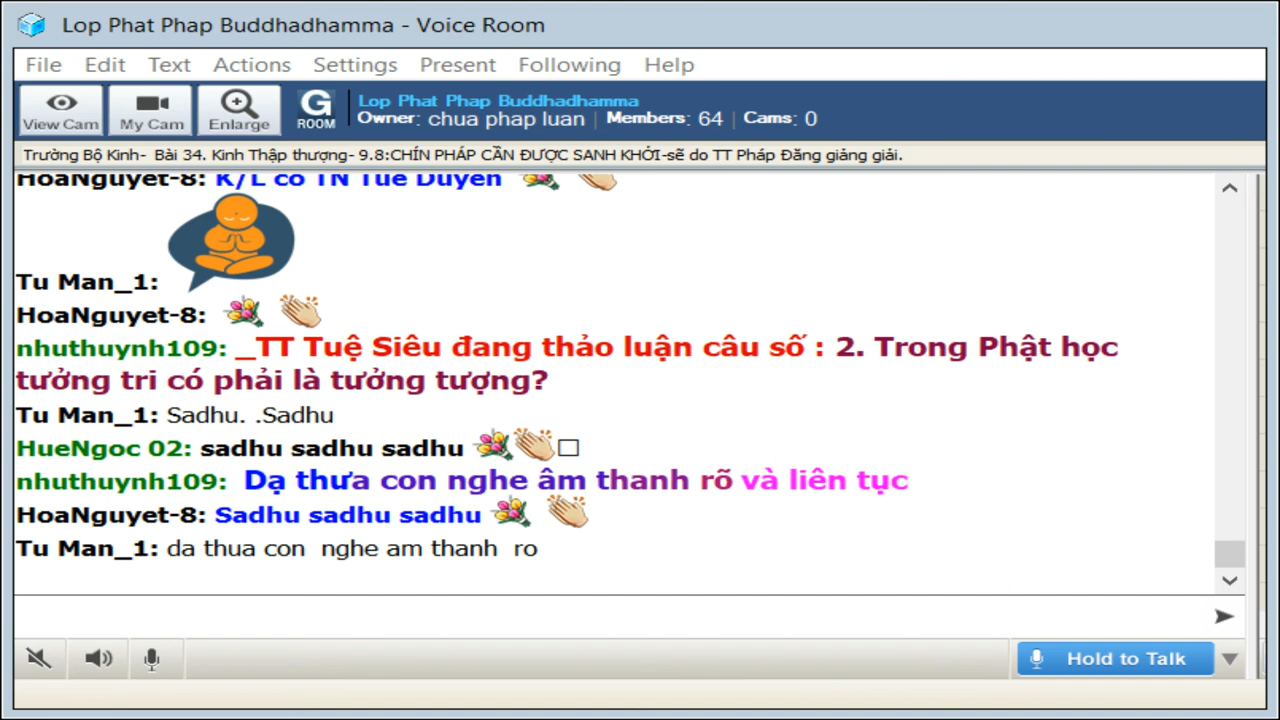 Lop Phat Phap Buddhadhamma - Voice Room
File Edit Text Actions Settings Present Following Help
View Cam My Cam Enlarge G ROOM Lop Phat Phap Buddhadhamma
Owner: chua phap luan | Members: 64 | Cams: 0
Trường Bộ Kinh- Bài 34. Kinh Thập thượng- 9.8:CHÍN PHÁP CẦN ĐƯỢC SANH KHỞI-sẽ do TT Pháp Đăng giảng giải.
HoaNguyet-8: K/L cô TN Tuệ Duyên
Tu Man_1:
HoaNguyet-8:
nhuthuynh109: _TT Tuệ Siêu đang thảo luận câu số : 2. Trong Phật học
tưởng tri có phải là tưởng tượng?
Tu Man_1: Sadhu. .Sadhu
HueNgoc 02: sadhu sadhu sadhu
nhuthuynh109: Dạ thưa con nghe âm thanh rõ và liên tục
HoaNguyet-8: Sadhu sadhu sadhu
Tu Man_1: da thua con nghe am thanh ro
Hold to Talk